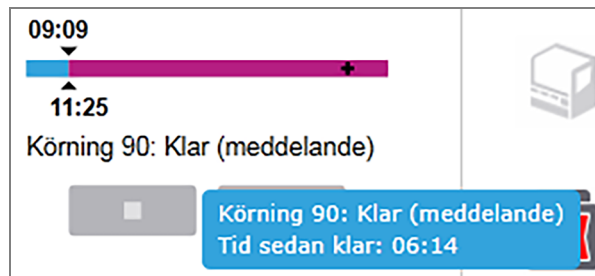 09:09
11:25
Körning 90: Klar (meddelande)
Körning 90: Klar (meddelande)
Tid sedan klar: 06:14